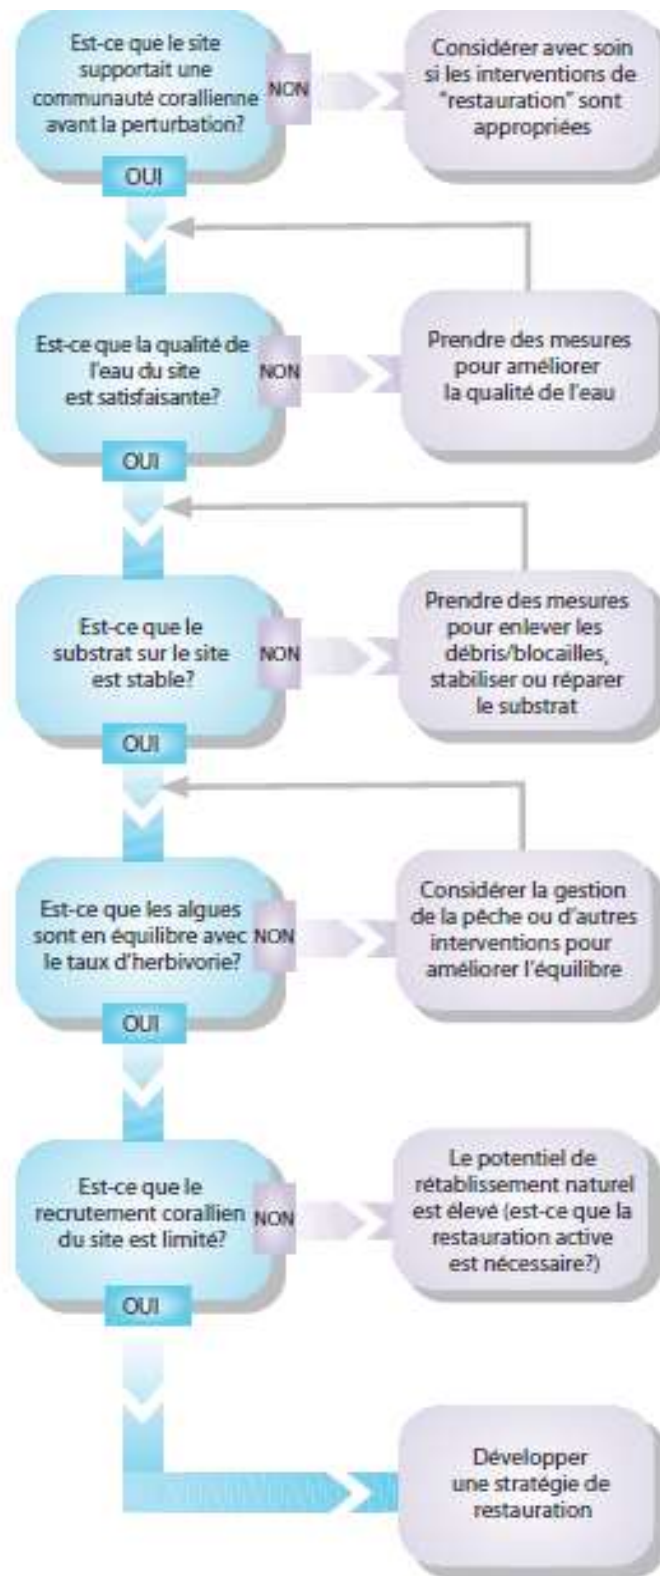 Est-ce que le site
supportait une
communauté corallienne
avant la perturbation?
NON
Considérer avec soin
si les interventions de
"restauration" sont
appropriées
OUI
Est-ce que la qualité de
l'eau du site
est satisfaisante?
NON
Prendre des mesures
pour améliorer
la qualité de l'eau
OUI
Est-ce que le
substrat sur le site
est stable?
NON
Prendre des mesures
pour enlever les
débris/blocailles,
stabiliser ou réparer
le substrat
OUI
Est-ce que les algues
sont en équilibre avec
le taux d'herbivorie?
NON
Considérer la gestion
de la pêche ou d'autres
interventions pour
améliorer l'équilibre
OUI
Est-ce que le
recrutement corallien
du site est limité?
NON
Le potentiel de
rétablissement naturel
est élevé (est-ce que la
restauration active
est nécessaire?)
OUI
Développer
une stratégie de
restauration